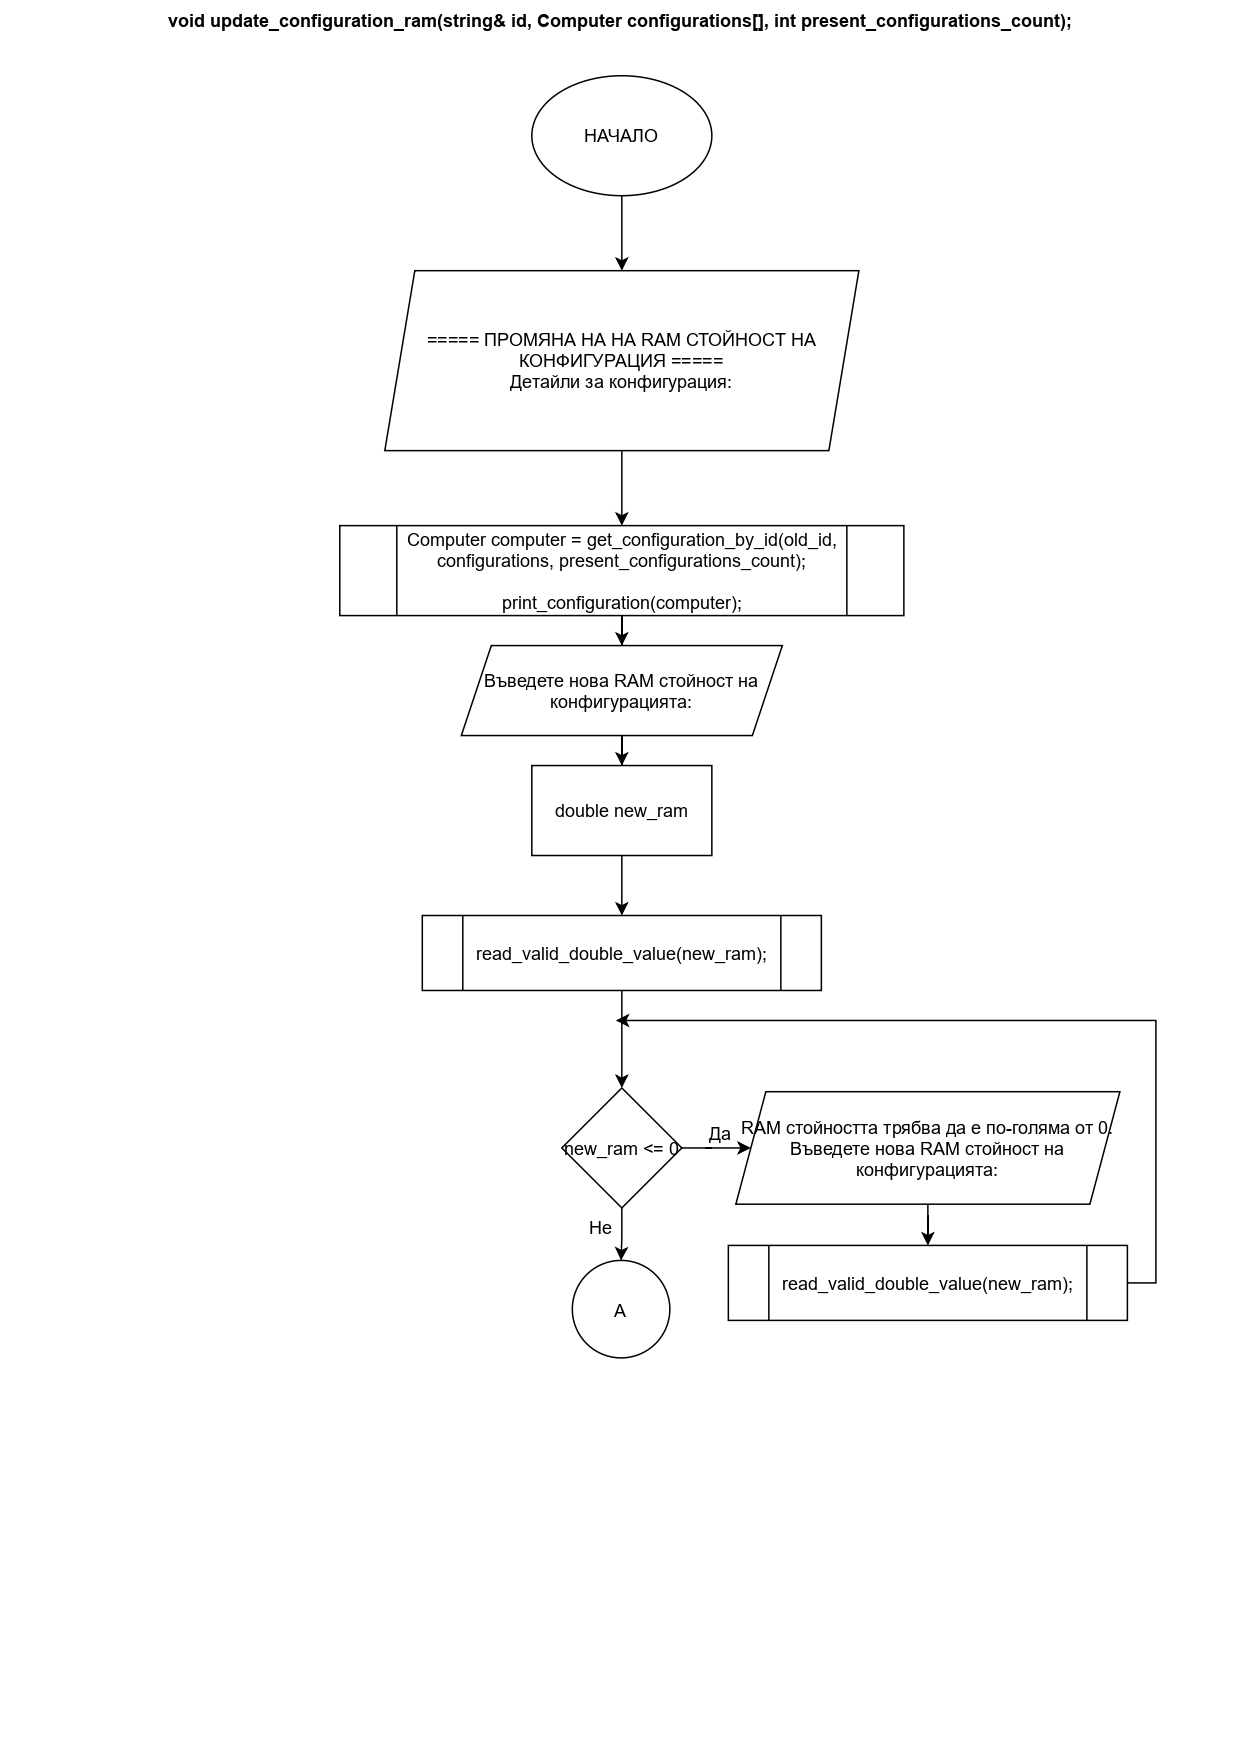 void update_configuration_ram(string& id, Computer configurations[], int present_configurations_count);
НАЧАЛО
===== ПРОМЯНА НА НА RAM СТОЙНОСТ НА
КОНФИГУРАЦИЯ =====
Детайли за конфигурация:
Computer computer = get_configuration_by_id(old_id,
configurations, present_configurations_count);
print_configuration(computer);
Въведете нова RAM стойност на
конфигурацията:
double new_ram
read_valid_double_value(new_ram);
new_ram <= 0
Да
RAM стойността трябва да е по-голяма от 0.
Въведете нова RAM стойност на
конфигурацията:
Не
read_valid_double_value(new_ram);
A